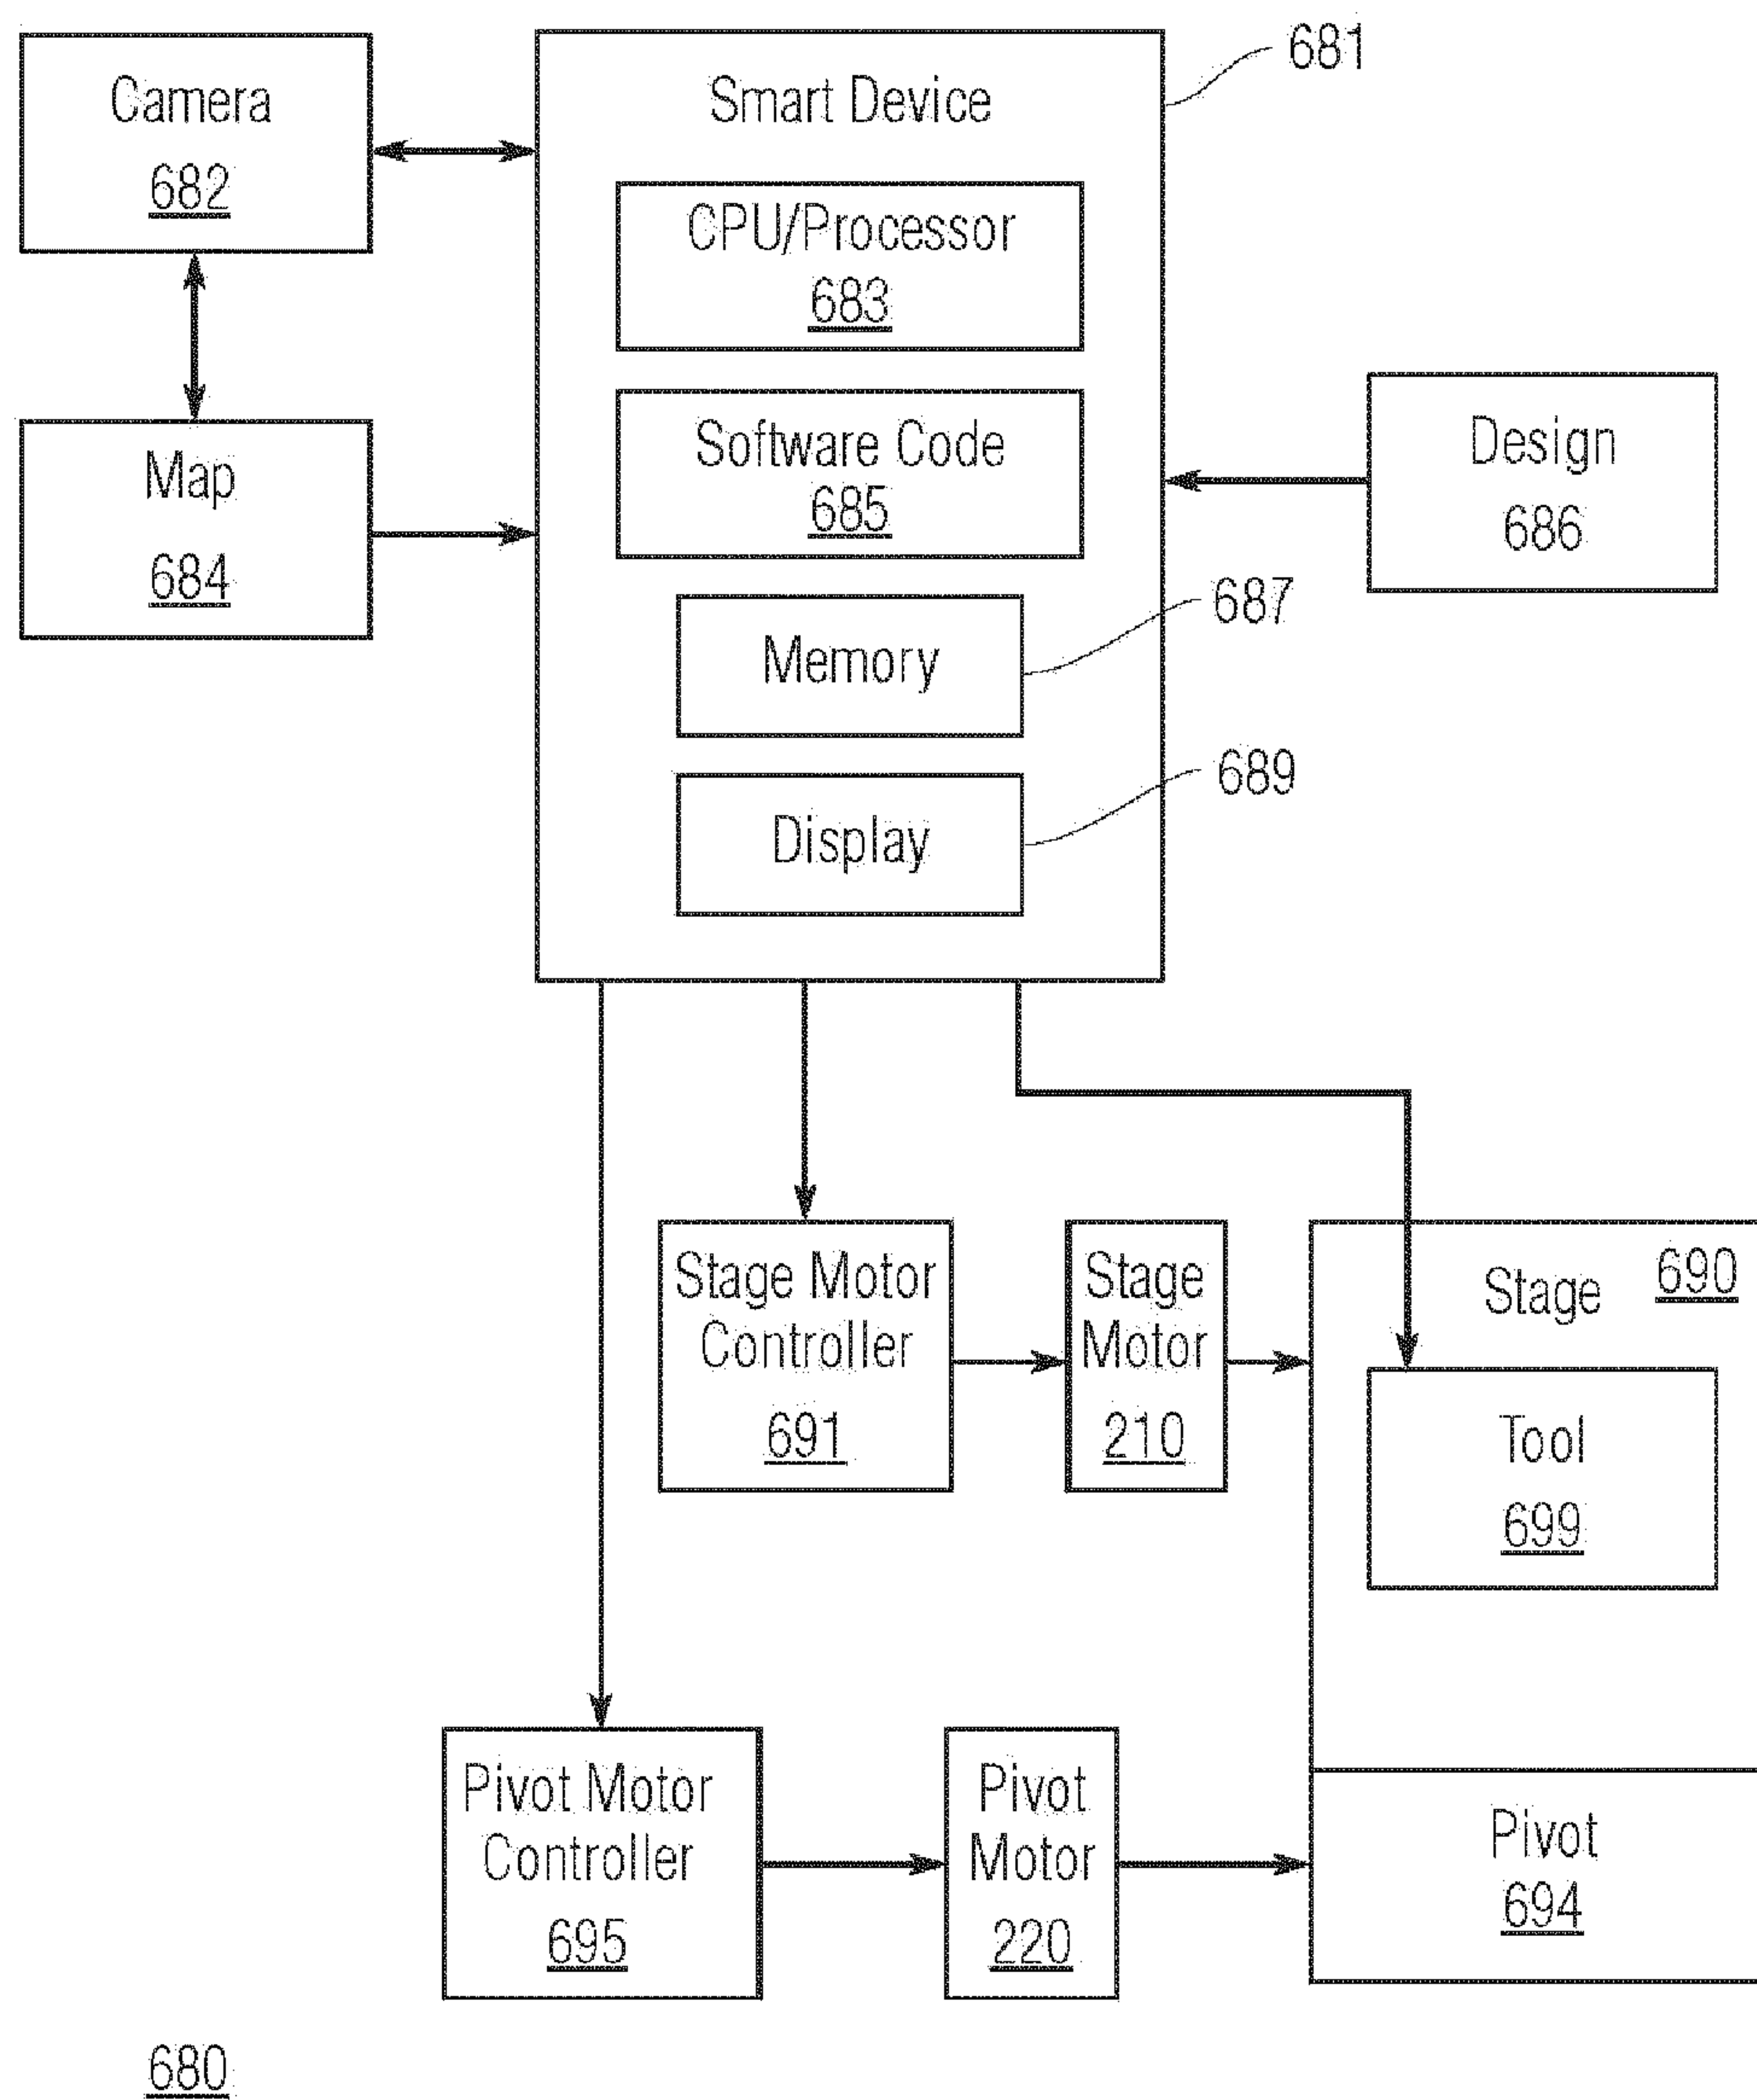 Camera
682
Smart Device
681
CPU/Processor
683
Software Code
685
Map
684
Design
686
Memory
687
Display
689
Stage Motor
Controller
691
Stage
Motor
210
Stage
690
Tool
699
Pivot Motor
Controller
695
Pivot
Motor
220
Pivot
694
680